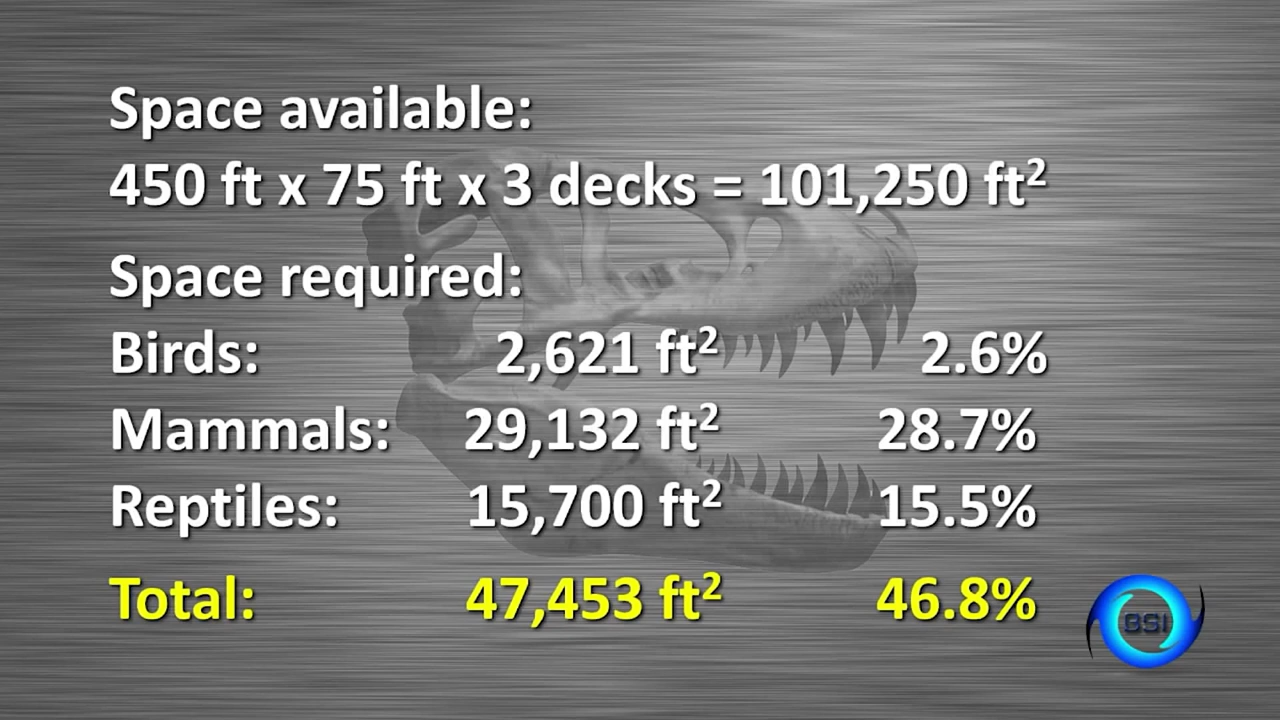 Space available:
450 ft x 75 ft x 3 decks = 101,250 ft²
Space required:
Birds: 2,621 ft² 2.6%
Mammals: 29,132 ft² 28.7%
Reptiles: 15,700 ft² 15.5%
Total: 47,453 ft² 46.8%
BSI